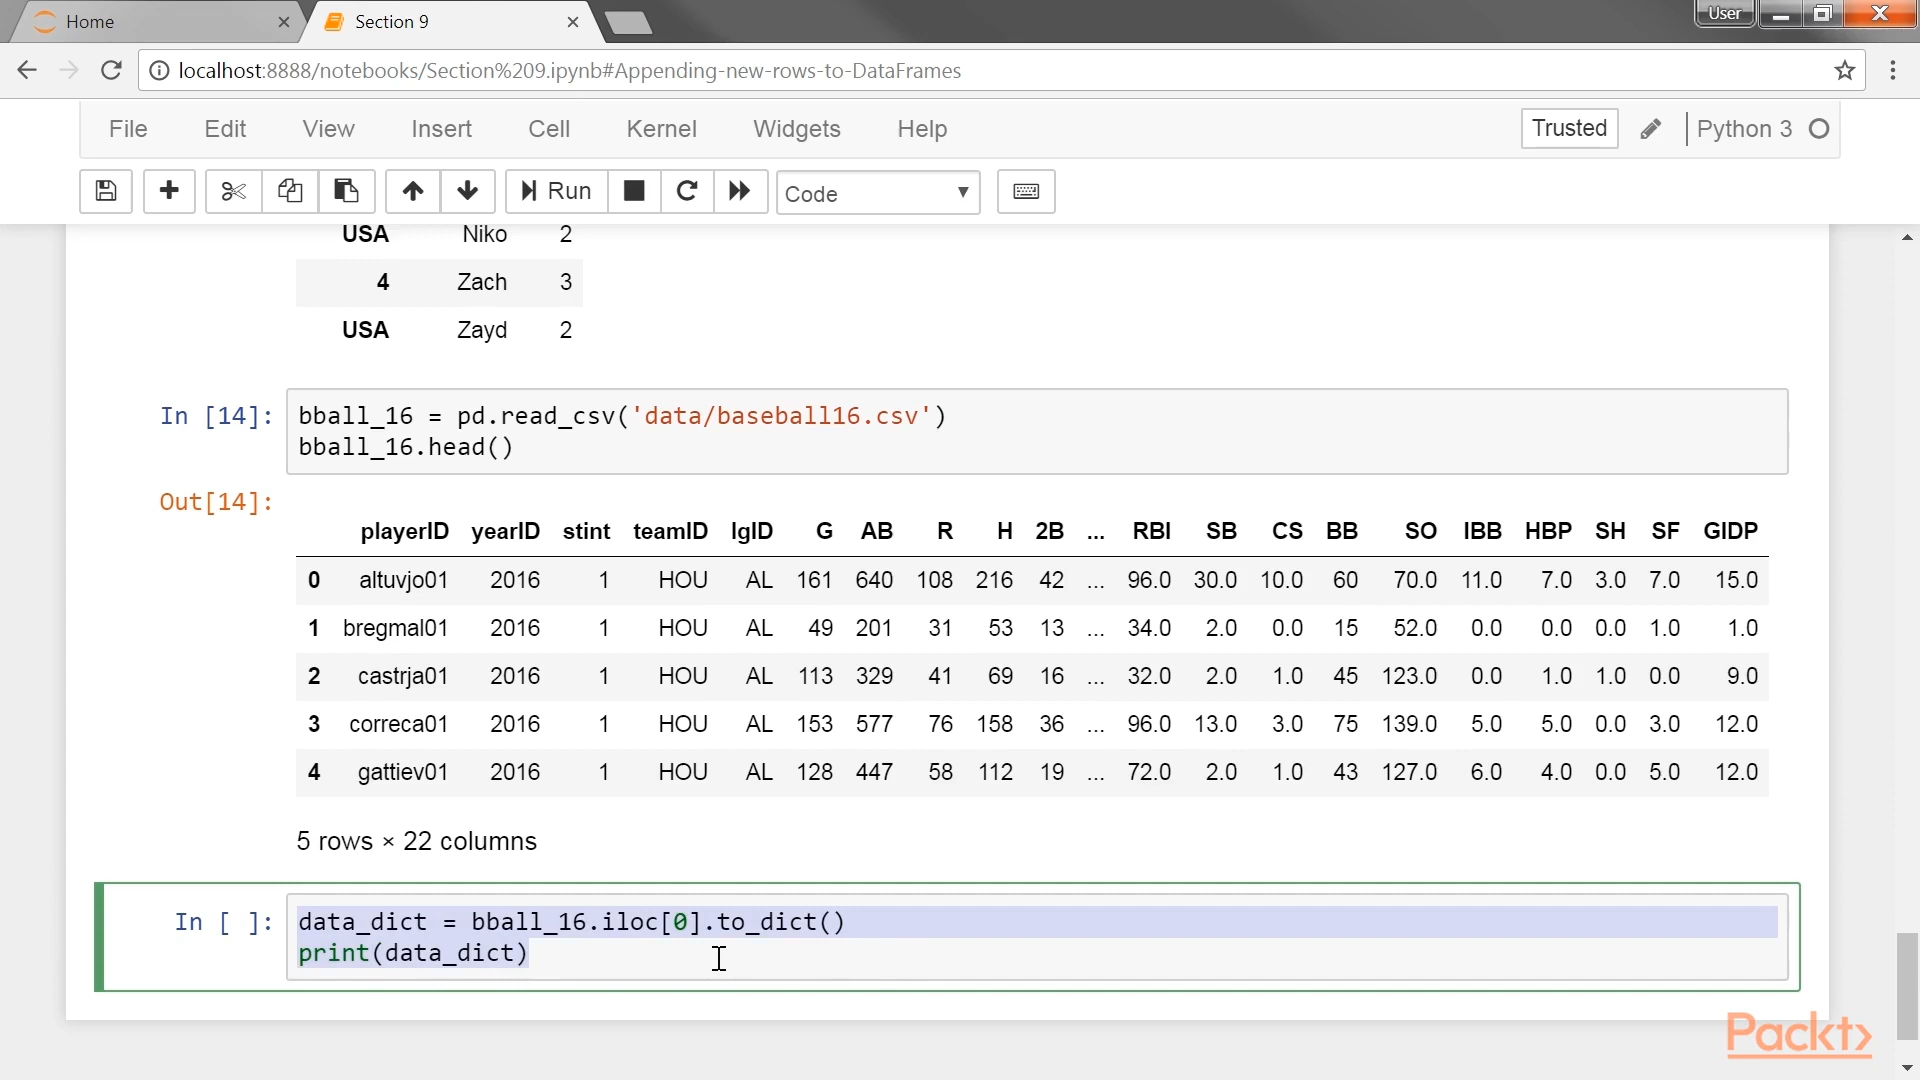 Home
Section 9
User
localhost:8888/notebooks/Section%209.ipynb#Appending-new-rows-to-DataFrames
File Edit View Insert Cell Kernel Widgets Help Trusted Python 3
Run Code
USA Niko 2
4 Zach 3
USA Zayd 2
In [14]: bball_16 = pd.read_csv('data/baseball16.csv')
bball_16.head()
Out[14]:
playerID yearID stint teamID lgID G AB R H 2B ... RBI SB CS BB SO IBB HBP SH SF GIDP
0 altuvjo01 2016 1 HOU AL 161 640 108 216 42 ... 96.0 30.0 10.0 60 70.0 11.0 7.0 3.0 7.0 15.0
1 bregmal01 2016 1 HOU AL 49 201 31 53 13 ... 34.0 2.0 0.0 15 52.0 0.0 0.0 0.0 1.0 1.0
2 castrja01 2016 1 HOU AL 113 329 41 69 16 ... 32.0 2.0 1.0 45 123.0 0.0 1.0 1.0 0.0 9.0
3 correca01 2016 1 HOU AL 153 577 76 158 36 ... 96.0 13.0 3.0 75 139.0 5.0 5.0 0.0 3.0 12.0
4 gattiev01 2016 1 HOU AL 128 447 58 112 19 ... 72.0 2.0 1.0 43 127.0 6.0 4.0 0.0 5.0 12.0
5 rows × 22 columns
In [ ]: data_dict = bball_16.iloc[0].to_dict()
print(data_dict)
Packt>